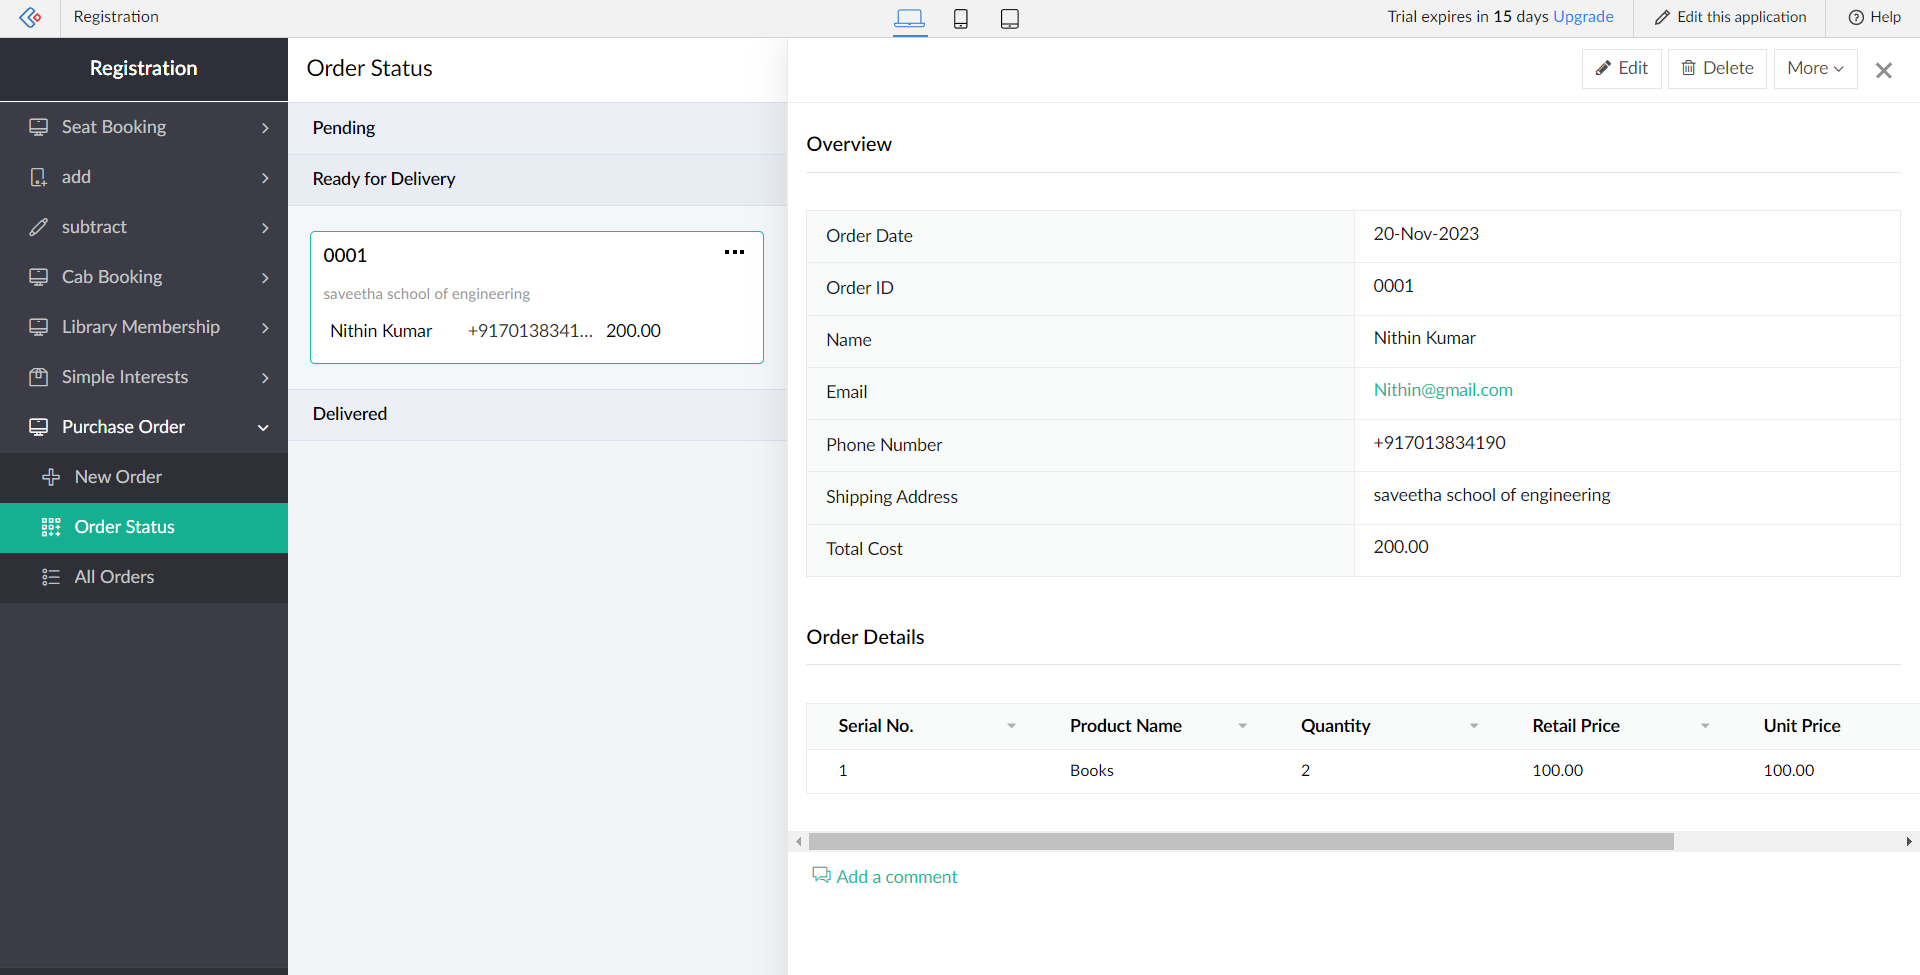 Registration
Trial expires in 15 days Upgrade
Edit this application
Help
Registration
Seat Booking
add
subtract
Cab Booking
Library Membership
Simple Interests
Purchase Order
New Order
Order Status
All Orders
Order Status
Pending
Ready for Delivery
0001
saveetha school of engineering
Nithin Kumar +9170138341... 200.00
Delivered
Edit
Delete
More
Overview
Order Date 20-Nov-2023
Order ID 0001
Name Nithin Kumar
Email Nithin@gmail.com
Phone Number +917013834190
Shipping Address saveetha school of engineering
Total Cost 200.00
Order Details
Serial No. Product Name Quantity Retail Price Unit Price
1 Books 2 100.00 100.00
Add a comment